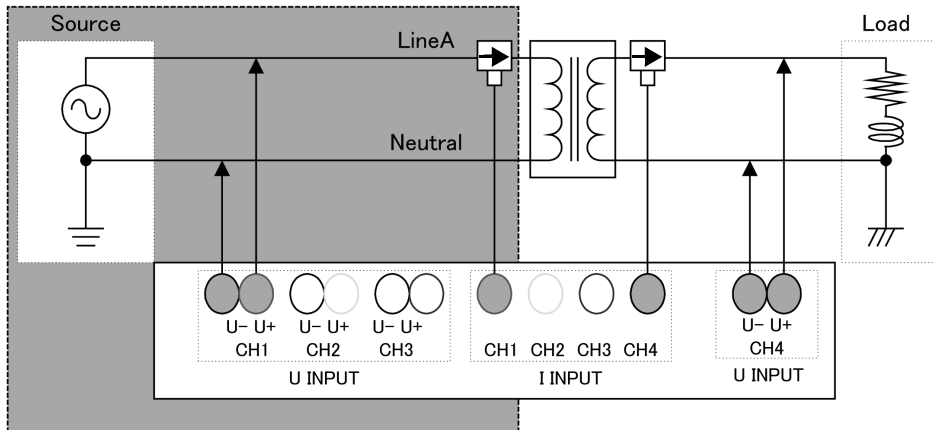 Source
Load
LineA
Neutral
U- U+
U- U+
U- U+
U- U+
CH1
CH2
CH3
CH1
CH2
CH3
CH4
CH4
U INPUT
I INPUT
U INPUT